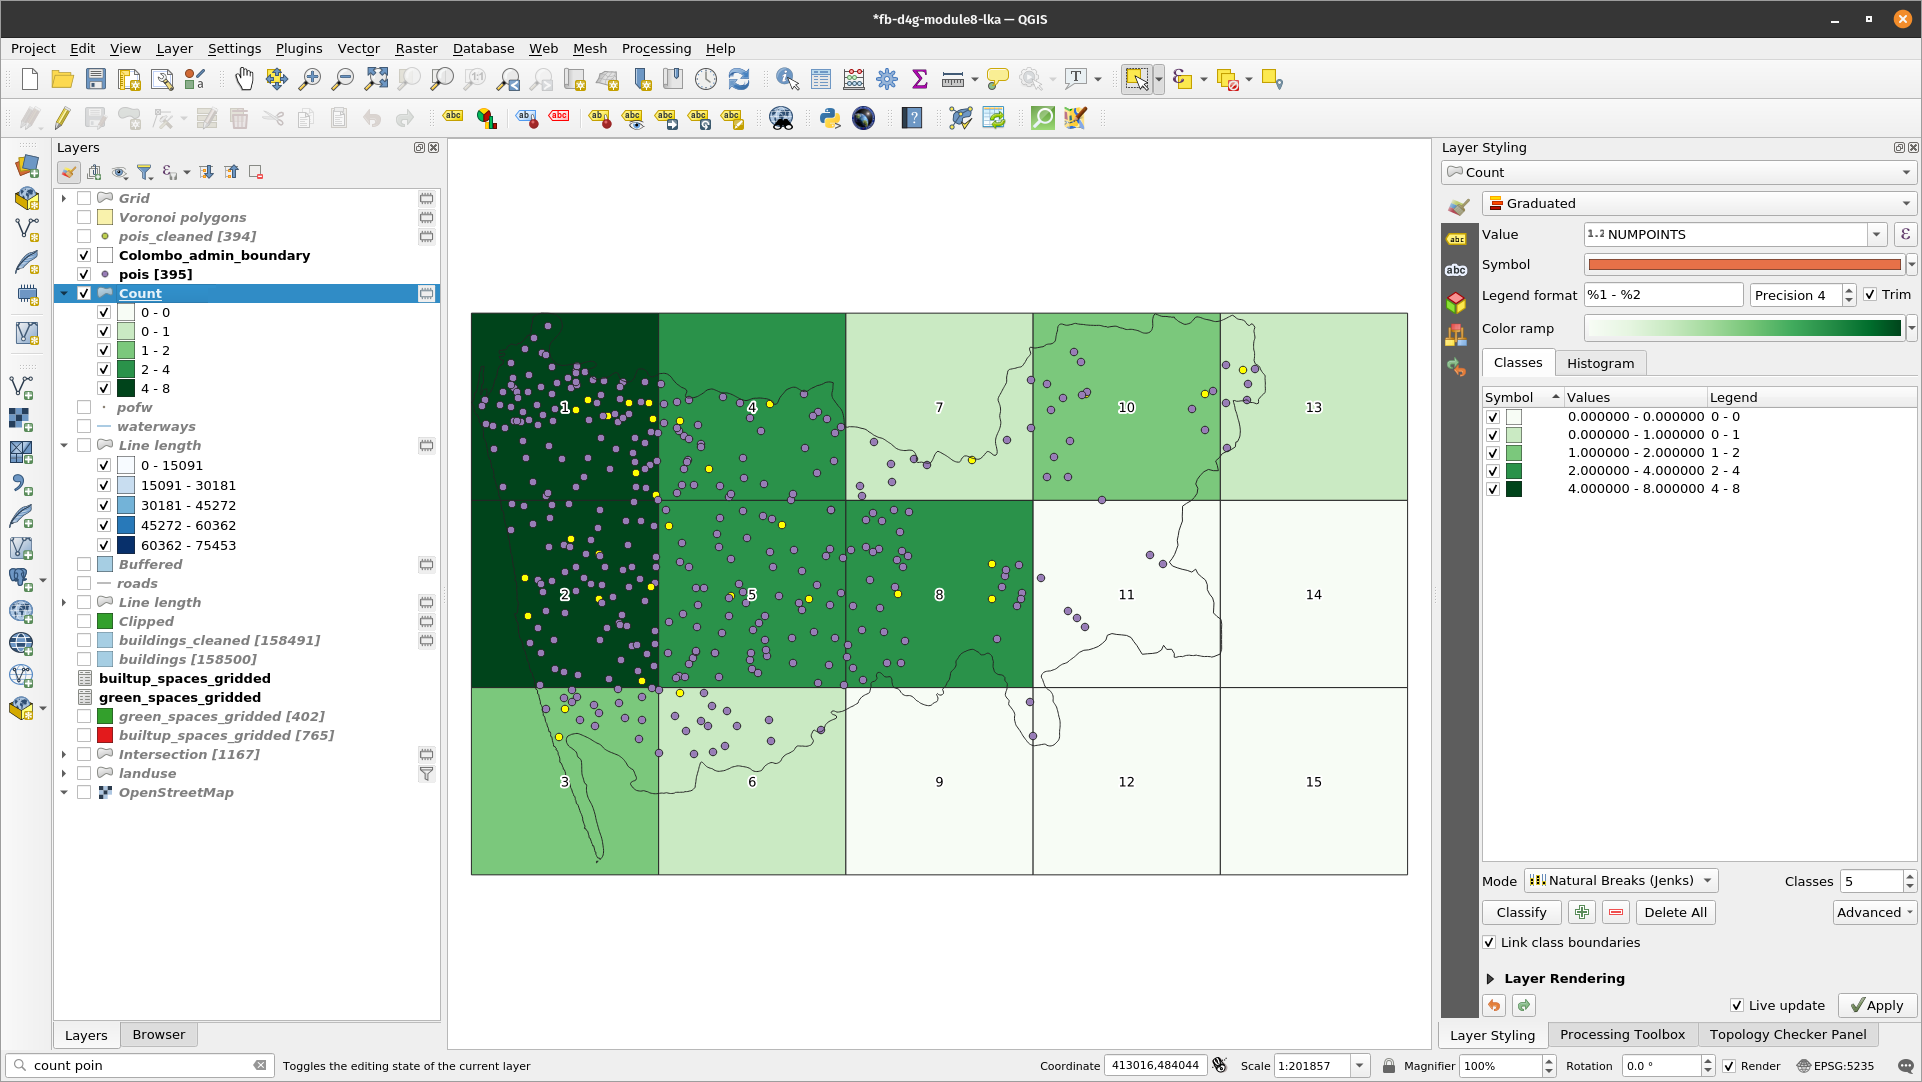 *fb-d4g-module8-lka — QGIS
Project Edit View Layer Settings Plugins Vector Raster Database Web Mesh Processing Help
Layers
Grid
Voronoi polygons
pois_cleaned [394]
Colombo_admin_boundary
pois [395]
Count
0 - 0
0 - 1
1 - 2
2 - 4
4 - 8
pofw
waterways
Line length
0 - 15091
15091 - 30181
30181 - 45272
45272 - 60362
60362 - 75453
Buffered
roads
Line length
Clipped
buildings_cleaned [158491]
buildings [158500]
builtup_spaces_gridded
green_spaces_gridded
green_spaces_gridded [402]
builtup_spaces_gridded [765]
Intersection [1167]
landuse
OpenStreetMap
Layers Browser
1 4 7 10 13
2 5 8 11 14
3 6 9 12 15
Layer Styling
Count
Graduated
Value 1.2 NUMPOINTS ε
Symbol
Legend format %1 - %2 Precision 4 Trim
Color ramp
Classes Histogram
Symbol Values Legend
0.000000 - 0.000000 0 - 0
0.000000 - 1.000000 0 - 1
1.000000 - 2.000000 1 - 2
2.000000 - 4.000000 2 - 4
4.000000 - 8.000000 4 - 8
Mode Natural Breaks (Jenks) Classes 5
Classify Delete All Advanced
Link class boundaries
Layer Rendering
Live update Apply
Layer Styling Processing Toolbox Topology Checker Panel
count poin Toggles the editing state of the current layer Coordinate 413016,484044 Scale 1:201857 Magnifier 100% Rotation 0.0 ° Render EPSG:5235